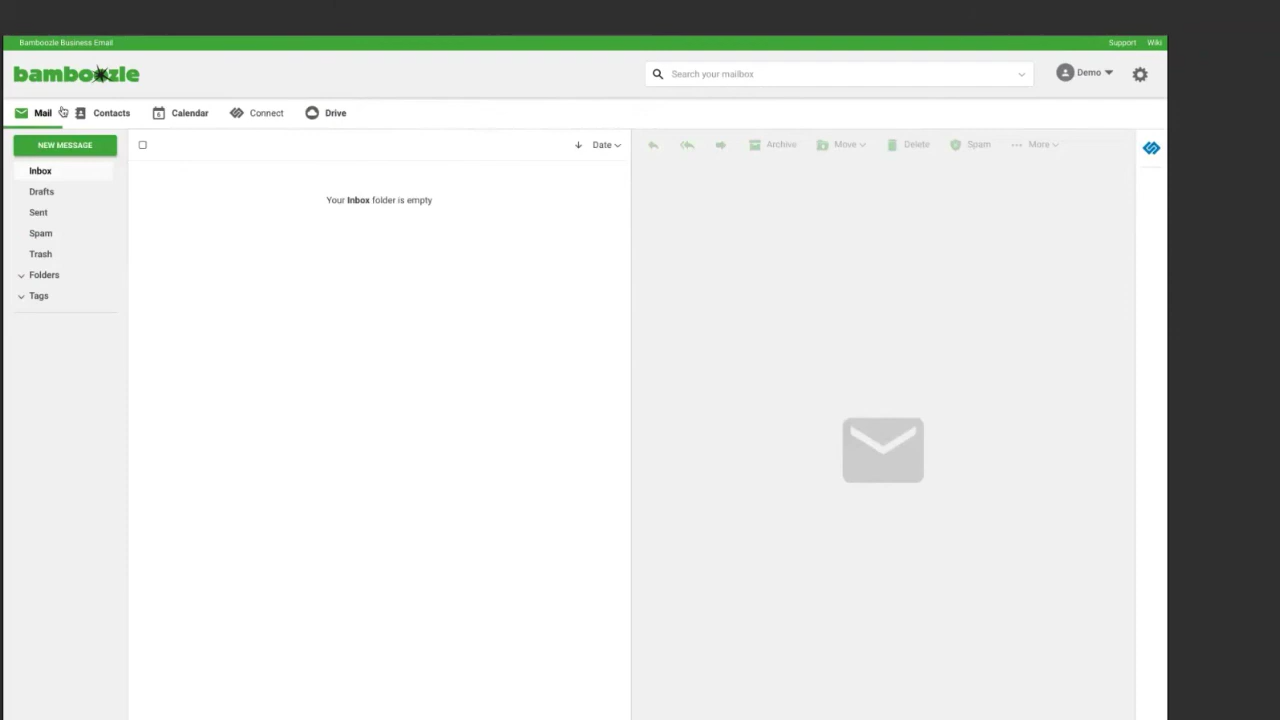 Bamboozle Business Email Support Wiki
bamboozle Search your mailbox Demo
Mail Contacts 6 Calendar Connect Drive
NEW MESSAGE Date Archive Move Delete Spam More
Inbox
Your Inbox folder is empty
Drafts
Sent
Spam
Trash
Folders
Tags